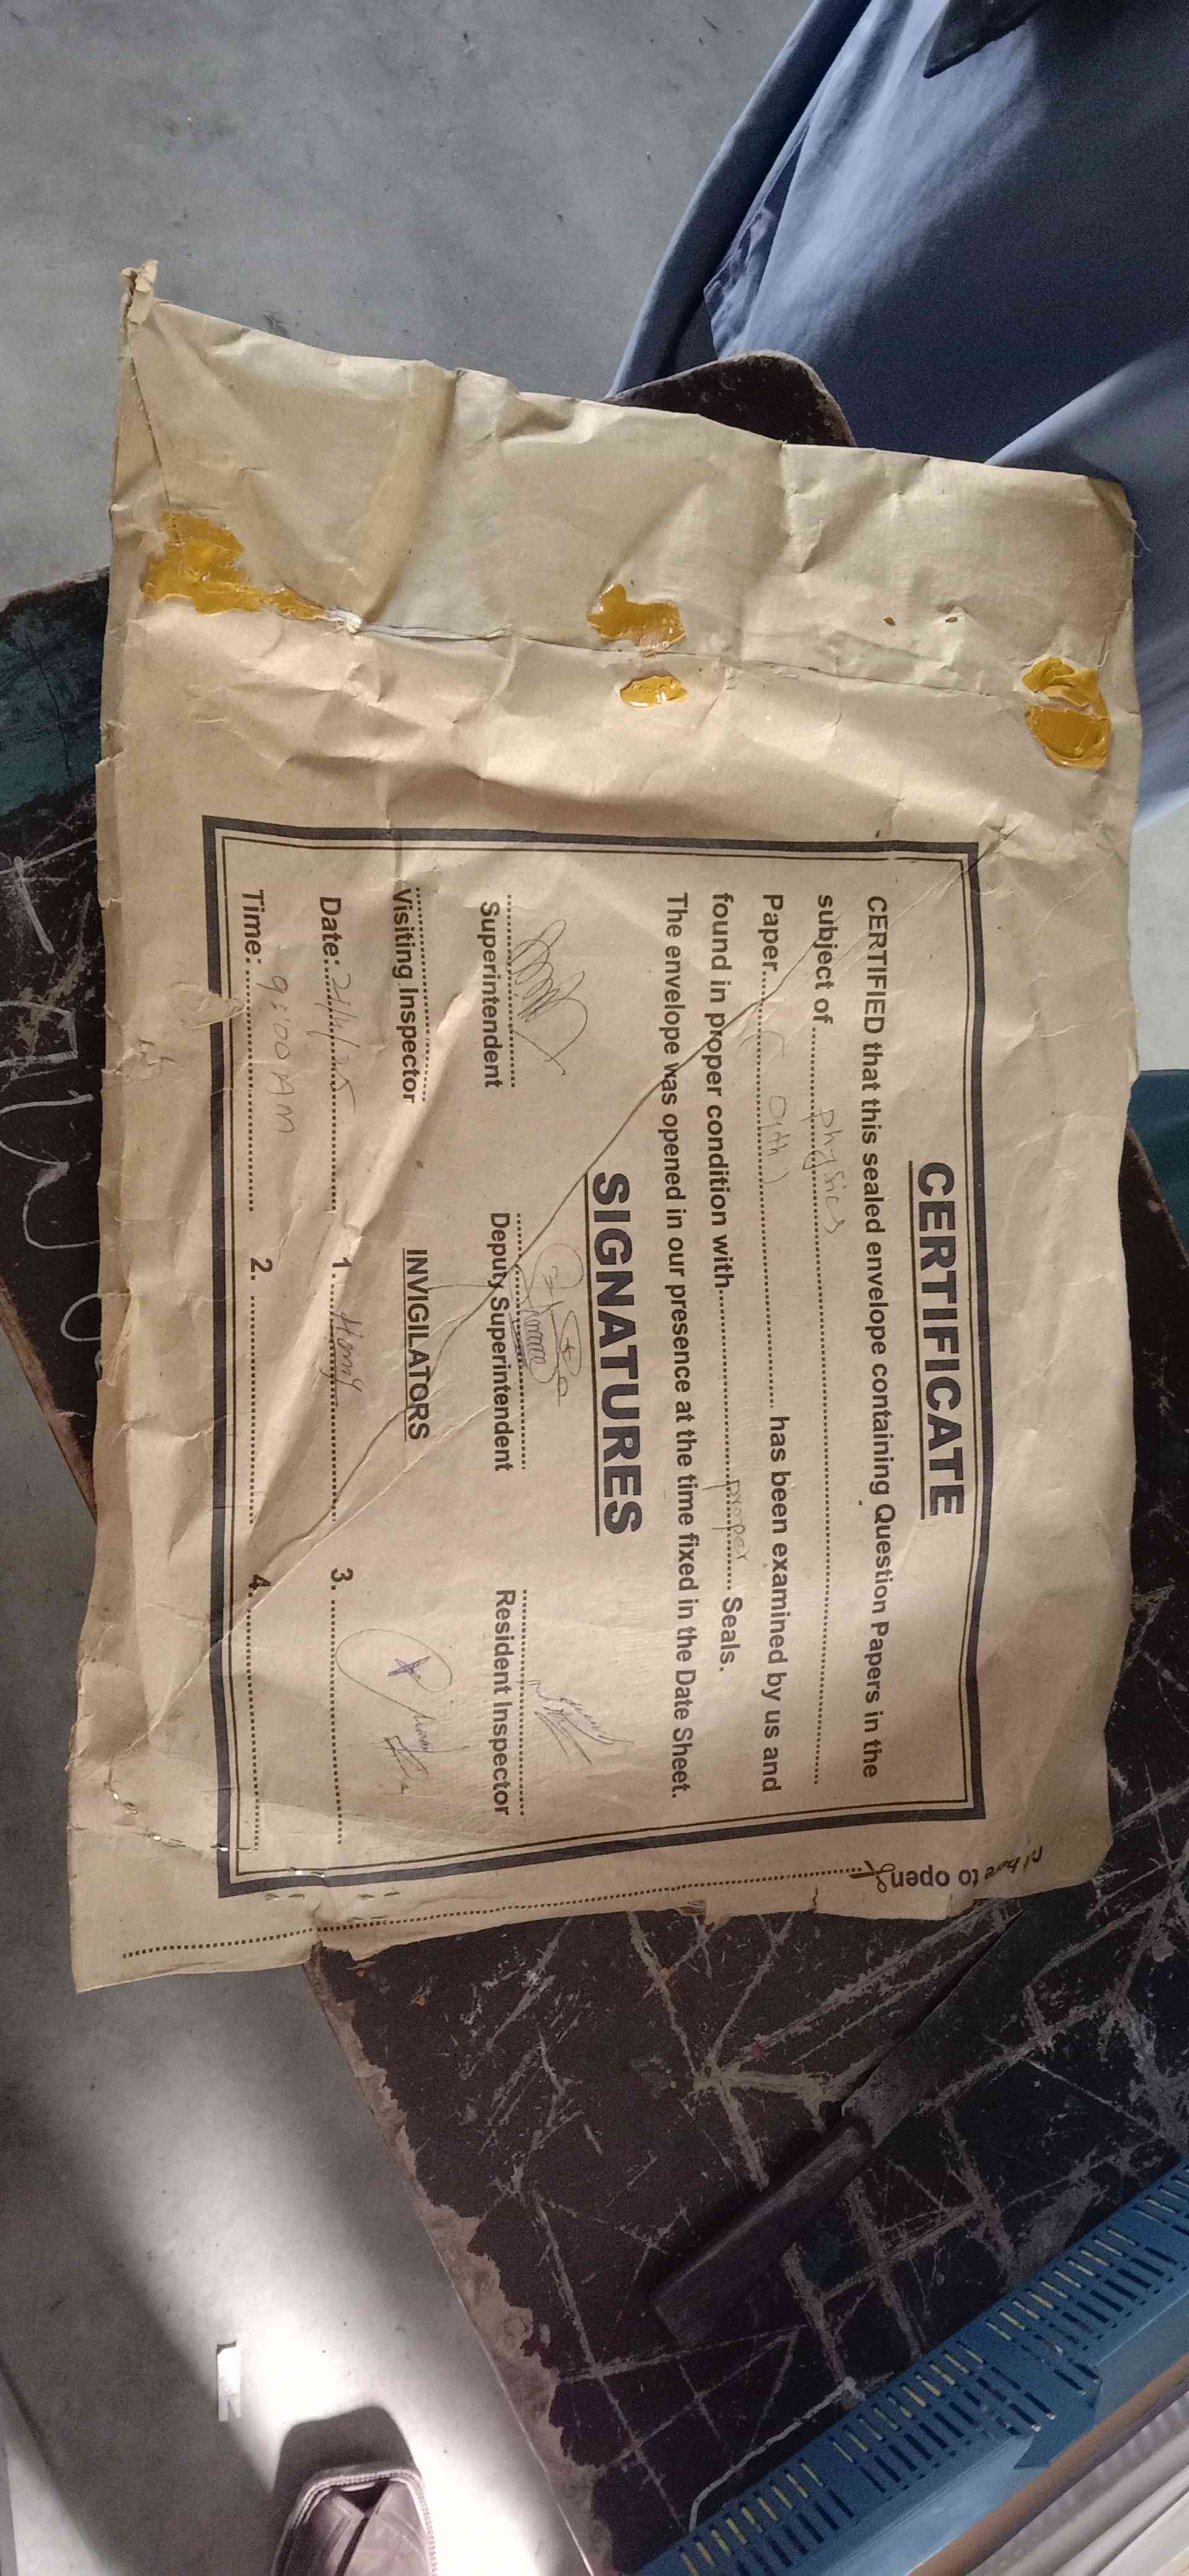 CERTIFICATE
CERTIFIED that this sealed envelope containing Question Papers in the
subject of ........ physics ........
Paper........ (9th) ........ has been examined by us and
found in proper condition with........ proper ........ Seals.
The envelope was opened in our presence at the time fixed in the Date Sheet.
SIGNATURES
Superintendent Deputy Superintendent Resident Inspector
Visiting Inspector INVIGILATORS
Date: 21/4/25 1. 3.
Time: 9:00 AM 2. 4.
to open